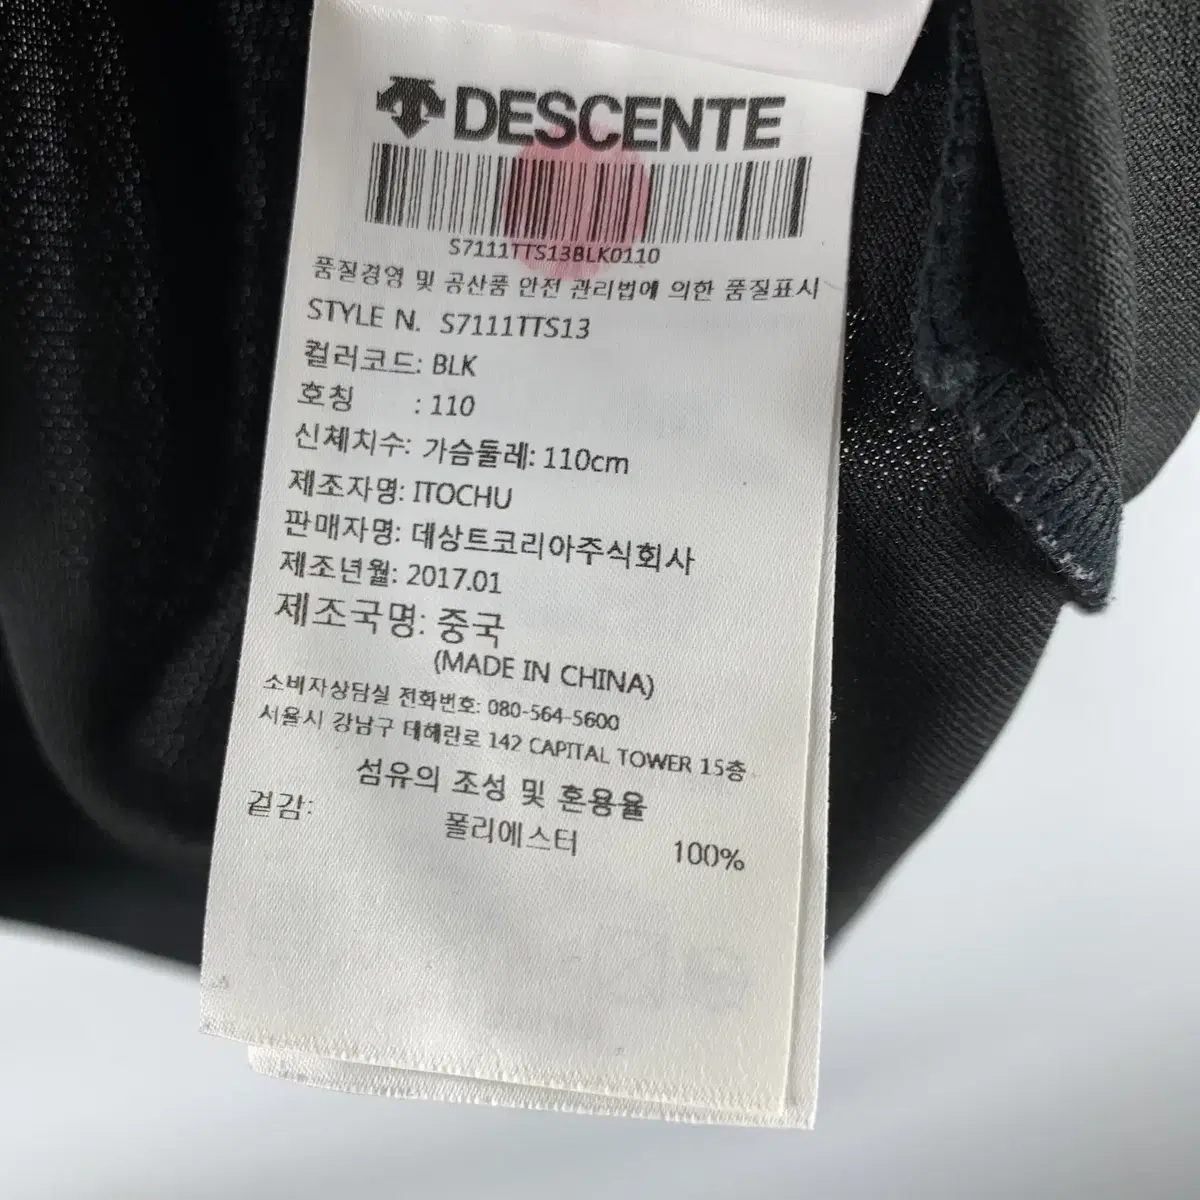 DESCENTE
S7111TTS13BLK0110
품질경영 및 공산품 안전 관리법에 의한 품질표시
STYLE N. S7111TTS13
컬러코드: BLK
호칭 : 110
신체치수: 가슴둘레: 110cm
제조자명: ITOCHU
판매자명: 데상트코리아주식회사
제조년월: 2017.01
제조국명: 중국
(MADE IN CHINA)
소비자상담실 전화번호: 080-564-5600
서울시 강남구 테헤란로 142 CAPITAL TOWER 15층
섬유의 조성 및 혼용율
겉감:
폴리에스터 100%